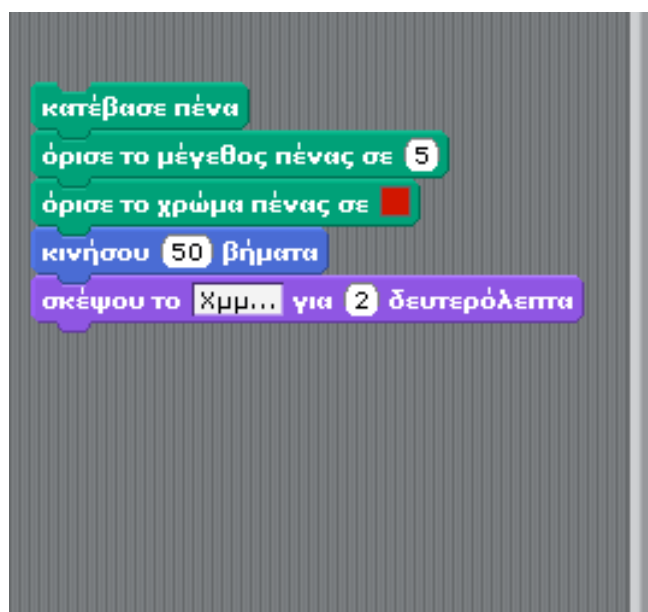 κατέβασε πένα
όρισε το μέγεθος πένας σε 5
όρισε το χρώμα πένας σε
κινήσου 50 βήματα
σκέψου το Χμμ... για 2 δευτερόλεπτα